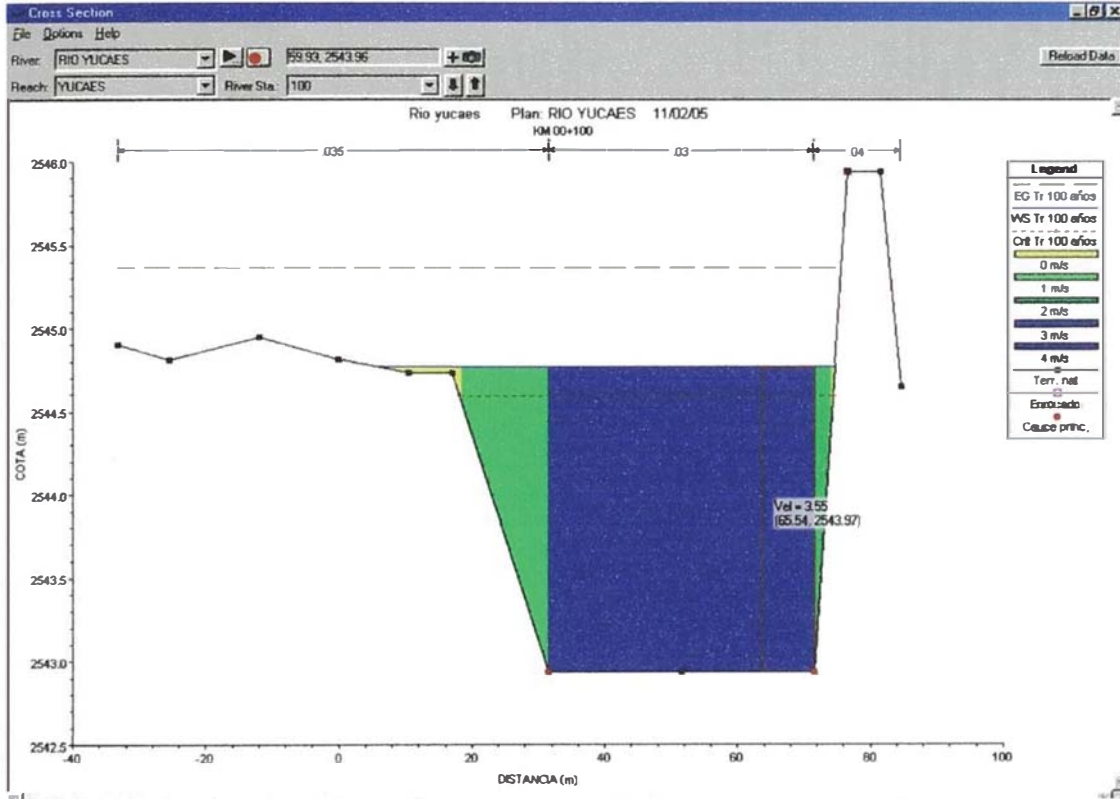 Cross Section
File Options Help
River: RIO YUCAES 59.93, 2543.96 Reload Data
Reach: YUCAES River Sta.: 100
Rio yucaes Plan: RIO YUCAES 11/02/05
KM 00+100
.035 .03 .04
2546.0
2545.5
2545.0
2544.5
2544.0
2543.5
2543.0
2542.5
COTA (m)
-40 -20 0 20 40 60 80 100
DISTANCIA (m)
Vel = 3.55
(65.54, 2543.97)
Legend
EG Tr 100 años
WS Tr 100 años
Crit Tr 100 años
0 m/s
1 m/s
2 m/s
3 m/s
4 m/s
Terr. nat
Enrocado
Cauce princ.